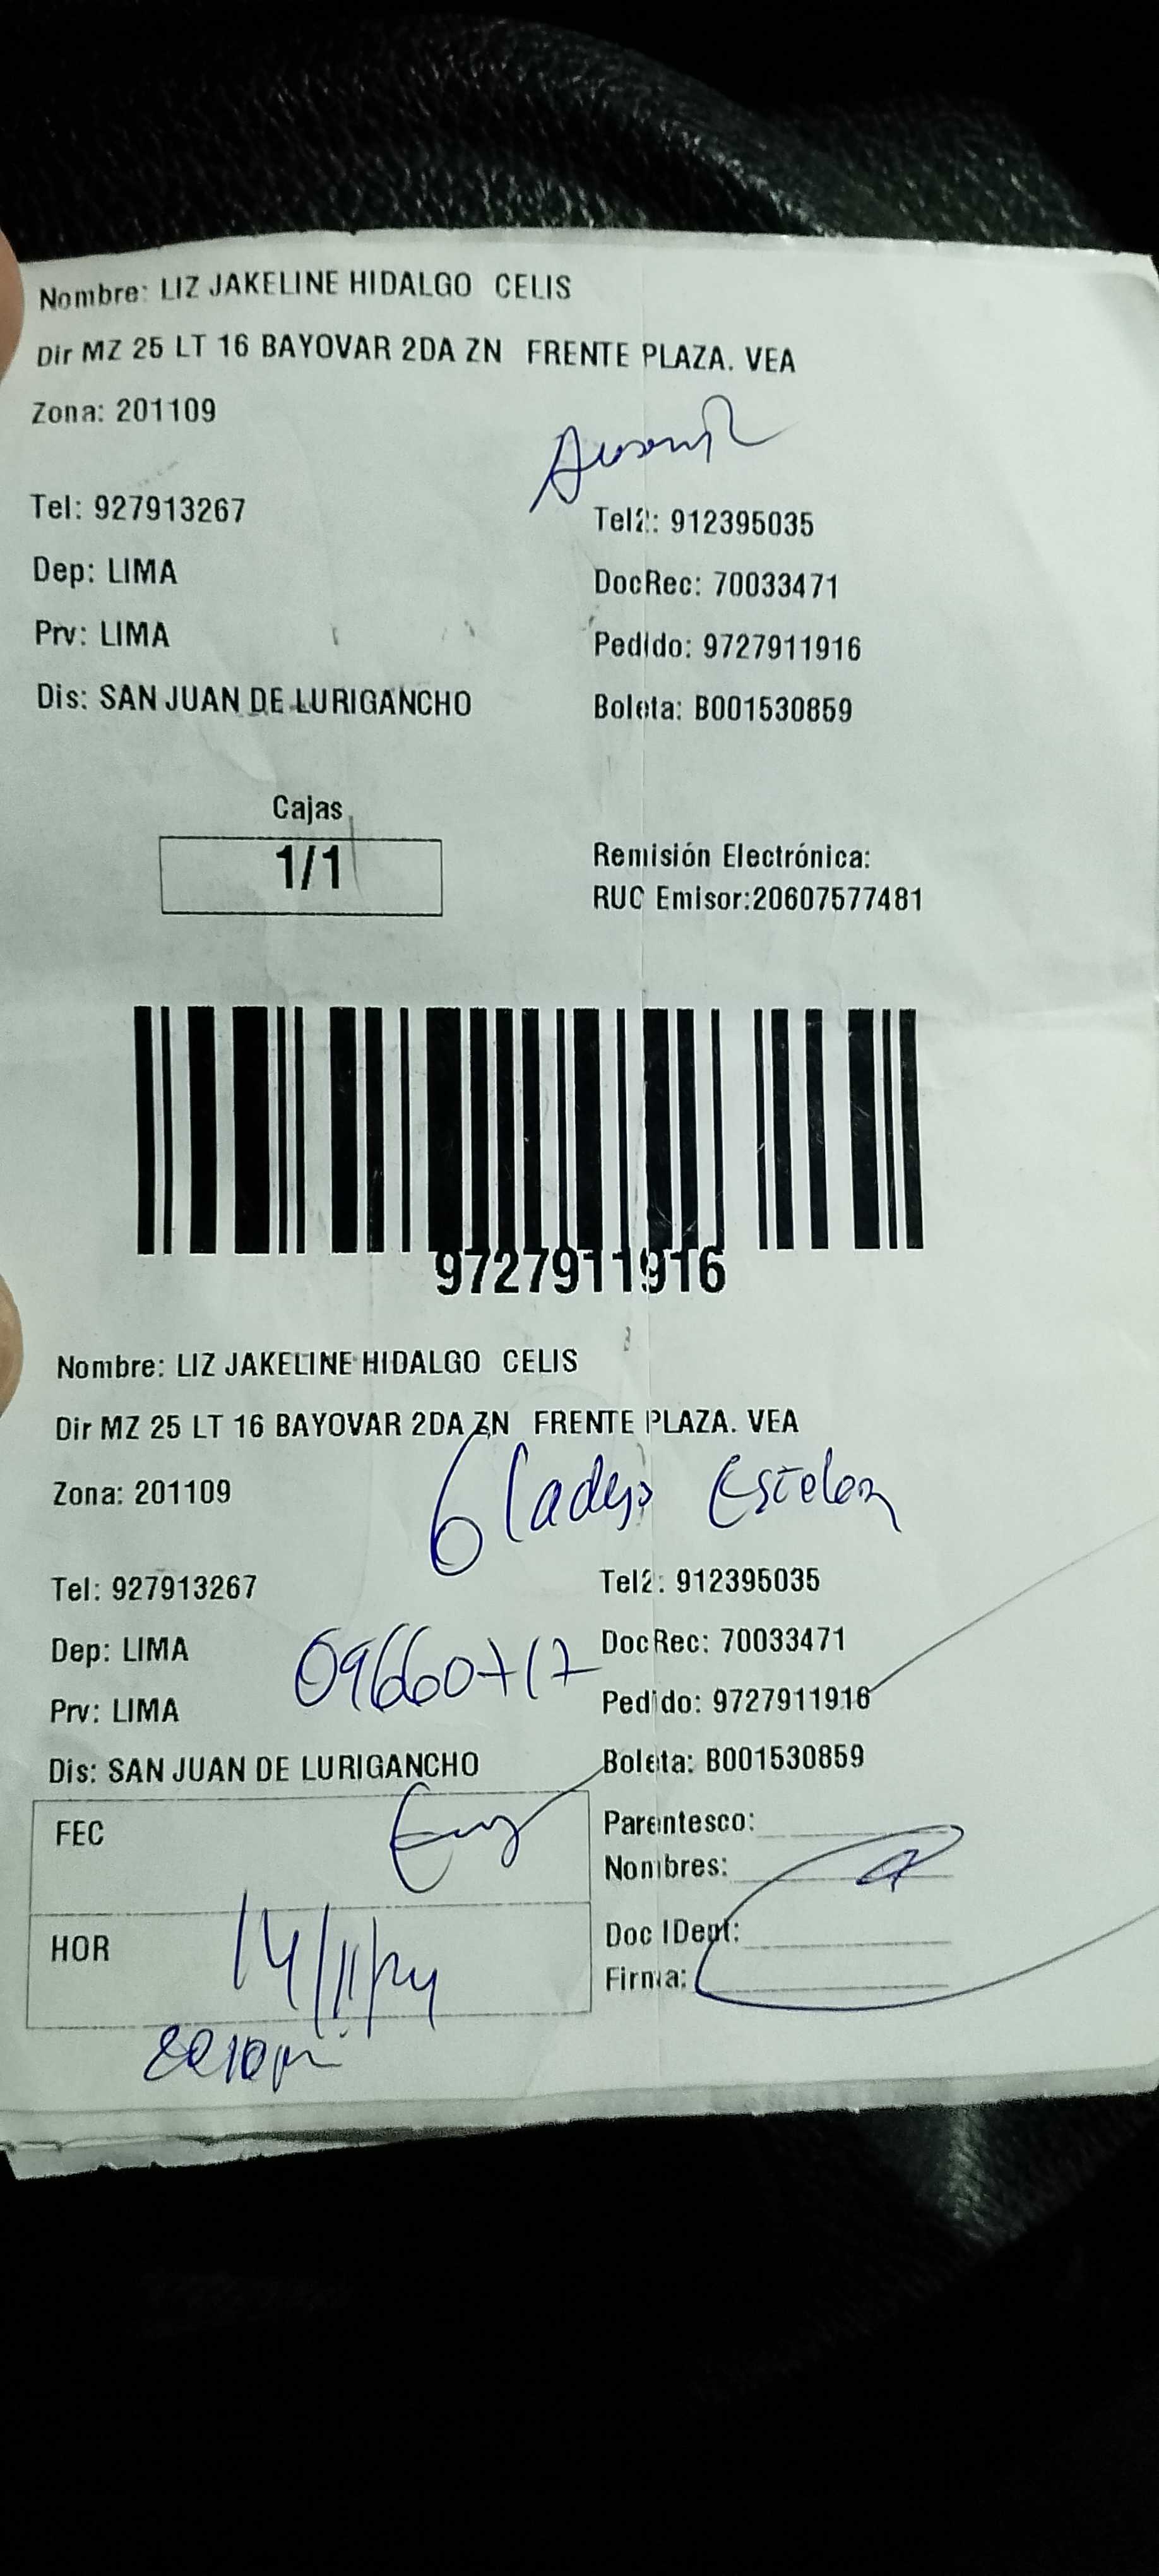 Nombre: LIZ JAKELINE HIDALGO CELIS
Dir MZ 25 LT 16 BAYOVAR 2DA ZN FRENTE PLAZA. VEA
Zona: 201109
Tel: 927913267 Tel2: 912395035
Dep: LIMA DocRec: 70033471
Prv: LIMA Pedido: 9727911916
Dis: SAN JUAN DE LURIGANCHO Boleta: B001530859
Cajas
1/1
Remisión Electrónica:
RUC Emisor:20607577481
9727911916
Nombre: LIZ JAKELINE HIDALGO CELIS
Dir MZ 25 LT 16 BAYOVAR 2DA ZN FRENTE PLAZA. VEA
Zona: 201109
Tel: 927913267 Tel2: 912395035
Dep: LIMA DocRec: 70033471
09660717
Prv: LIMA Pedido: 9727911916
Dis: SAN JUAN DE LURIGANCHO Boleta: B001530859
FEC
HOR 14/11/24
Parentesco:
Nombres:
Doc IDent:
Firma: